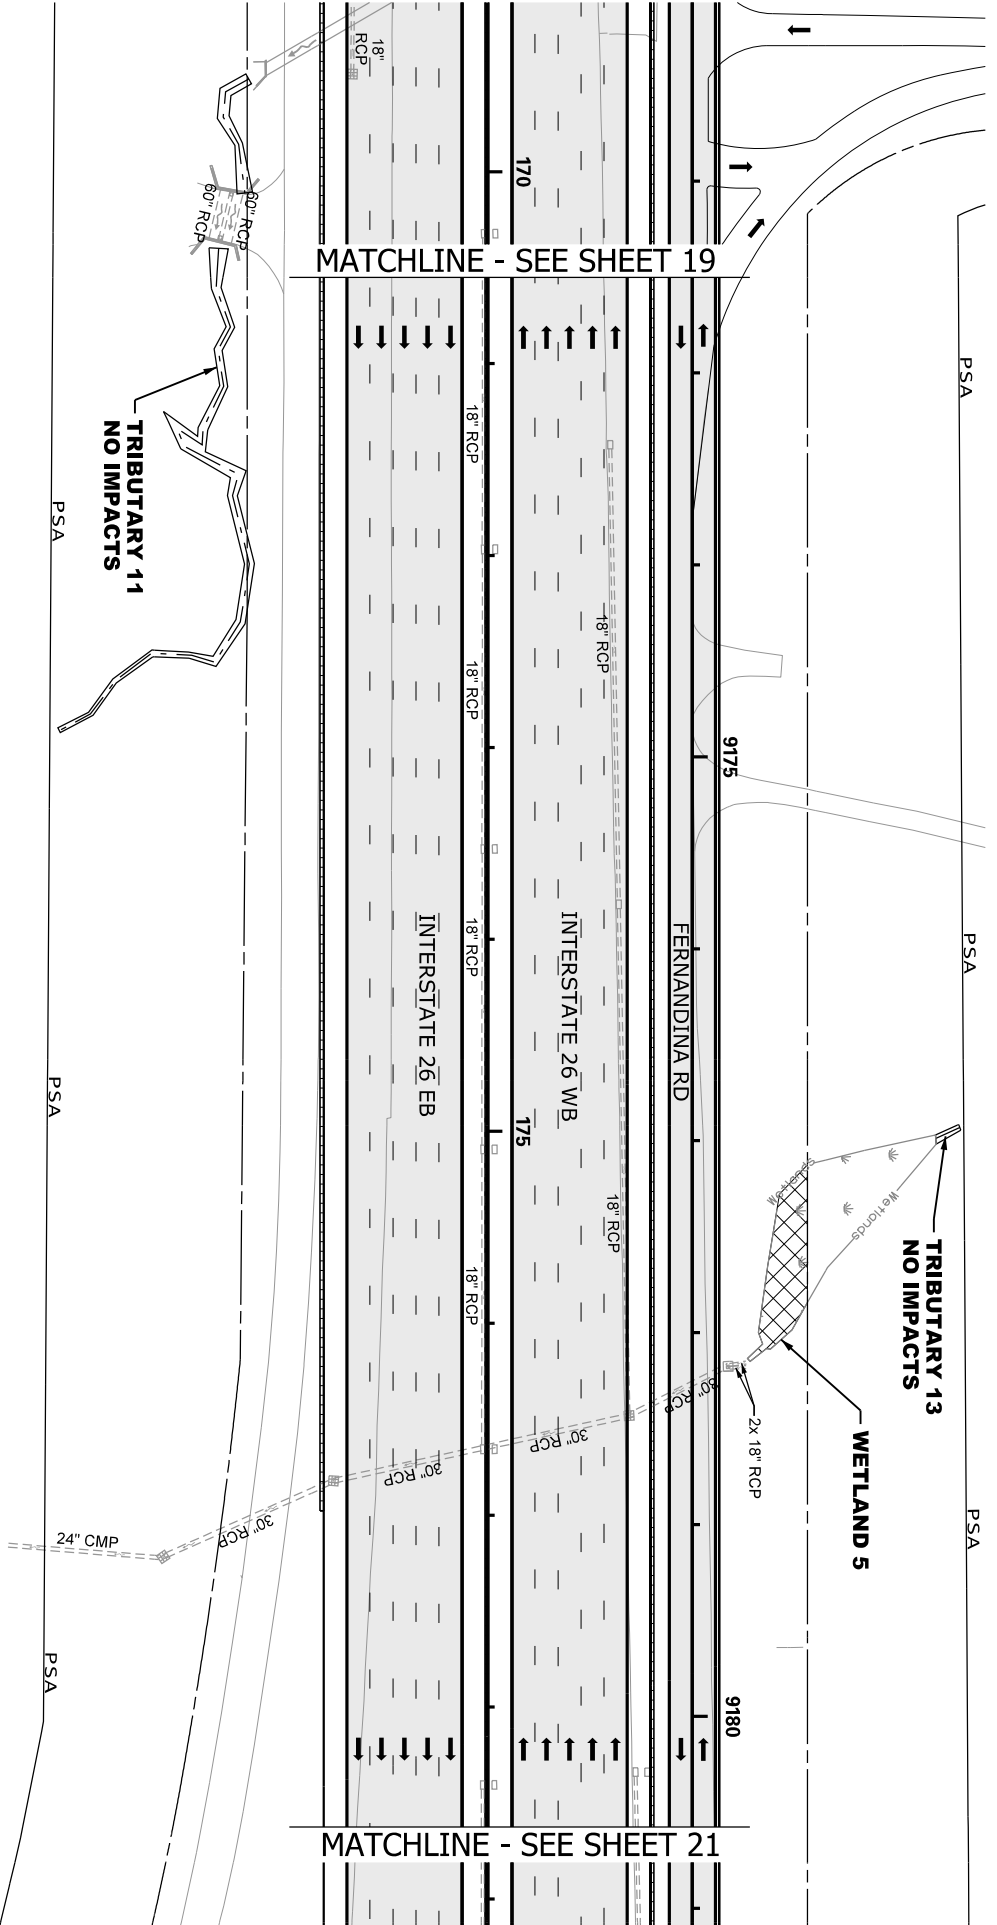 18"
RCP
170
60" RCP
60" RCP
MATCHLINE - SEE SHEET 19
PSA
18" RCP
TRIBUTARY 11
NO IMPACTS
PSA
18" RCP
18" RCP
9175
INTERSTATE 26 EB
18" RCP
INTERSTATE 26 WB
FERNANDINA RD
PSA
PSA
175
Wetlands
Wetlands
18" RCP
18" RCP
TRIBUTARY 13
NO IMPACTS
30" RCP
2x 18" RCP
WETLAND 5
30" RCP
30" RCP
30" RCP
24" CMP
PSA
PSA
9180
MATCHLINE - SEE SHEET 21